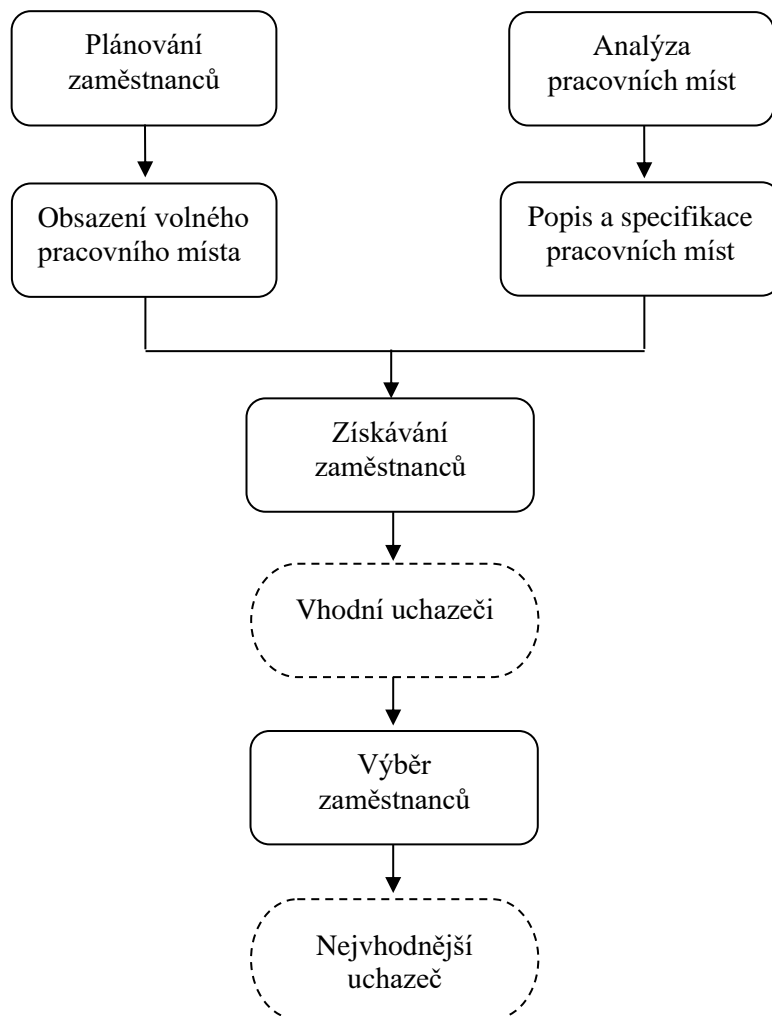 Plánování
zaměstnanců
Analýza
pracovních míst
Obsazení volného
pracovního místa
Popis a specifikace
pracovních míst
Získávání
zaměstnanců
Vhodní uchazeči
Výběr
zaměstnanců
Nejvhodnější
uchazeč